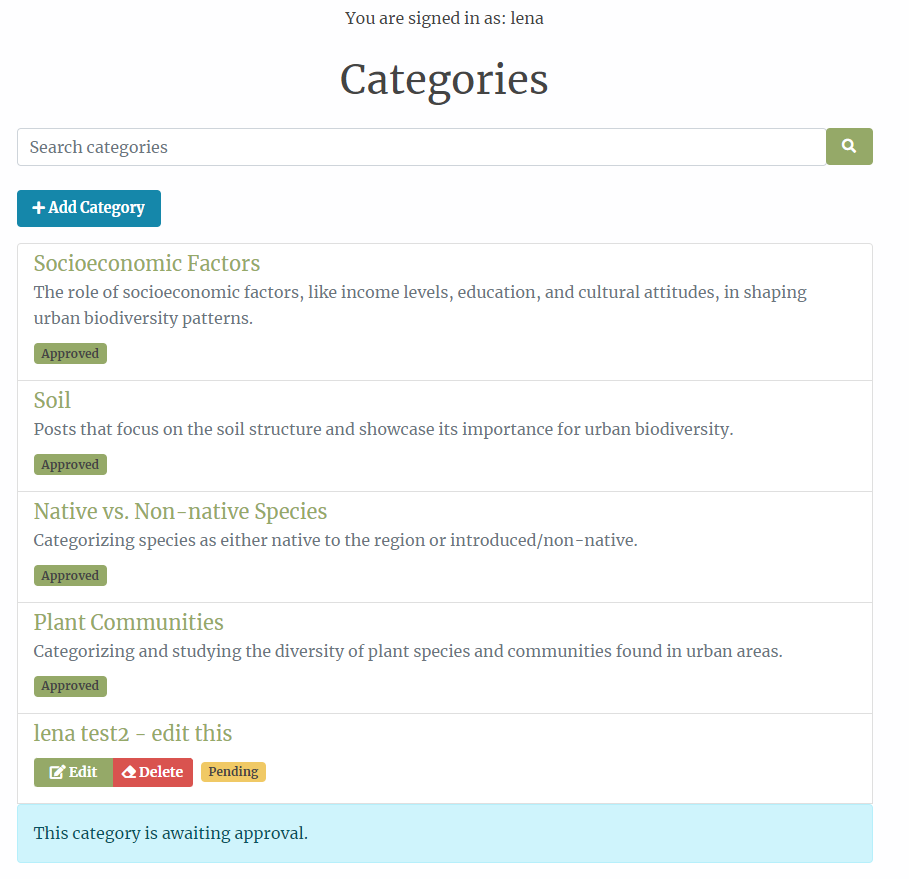 You are signed in as: lena
Categories
Search categories
Add Category
Socioeconomic Factors
The role of socioeconomic factors, like income levels, education, and cultural attitudes, in shaping
urban biodiversity patterns.
Approved
Soil
Posts that focus on the soil structure and showcase its importance for urban biodiversity.
Approved
Native vs. Non-native Species
Categorizing species as either native to the region or introduced/non-native.
Approved
Plant Communities
Categorizing and studying the diversity of plant species and communities found in urban areas.
Approved
lena test2 - edit this
Edit Delete Pending
This category is awaiting approval.